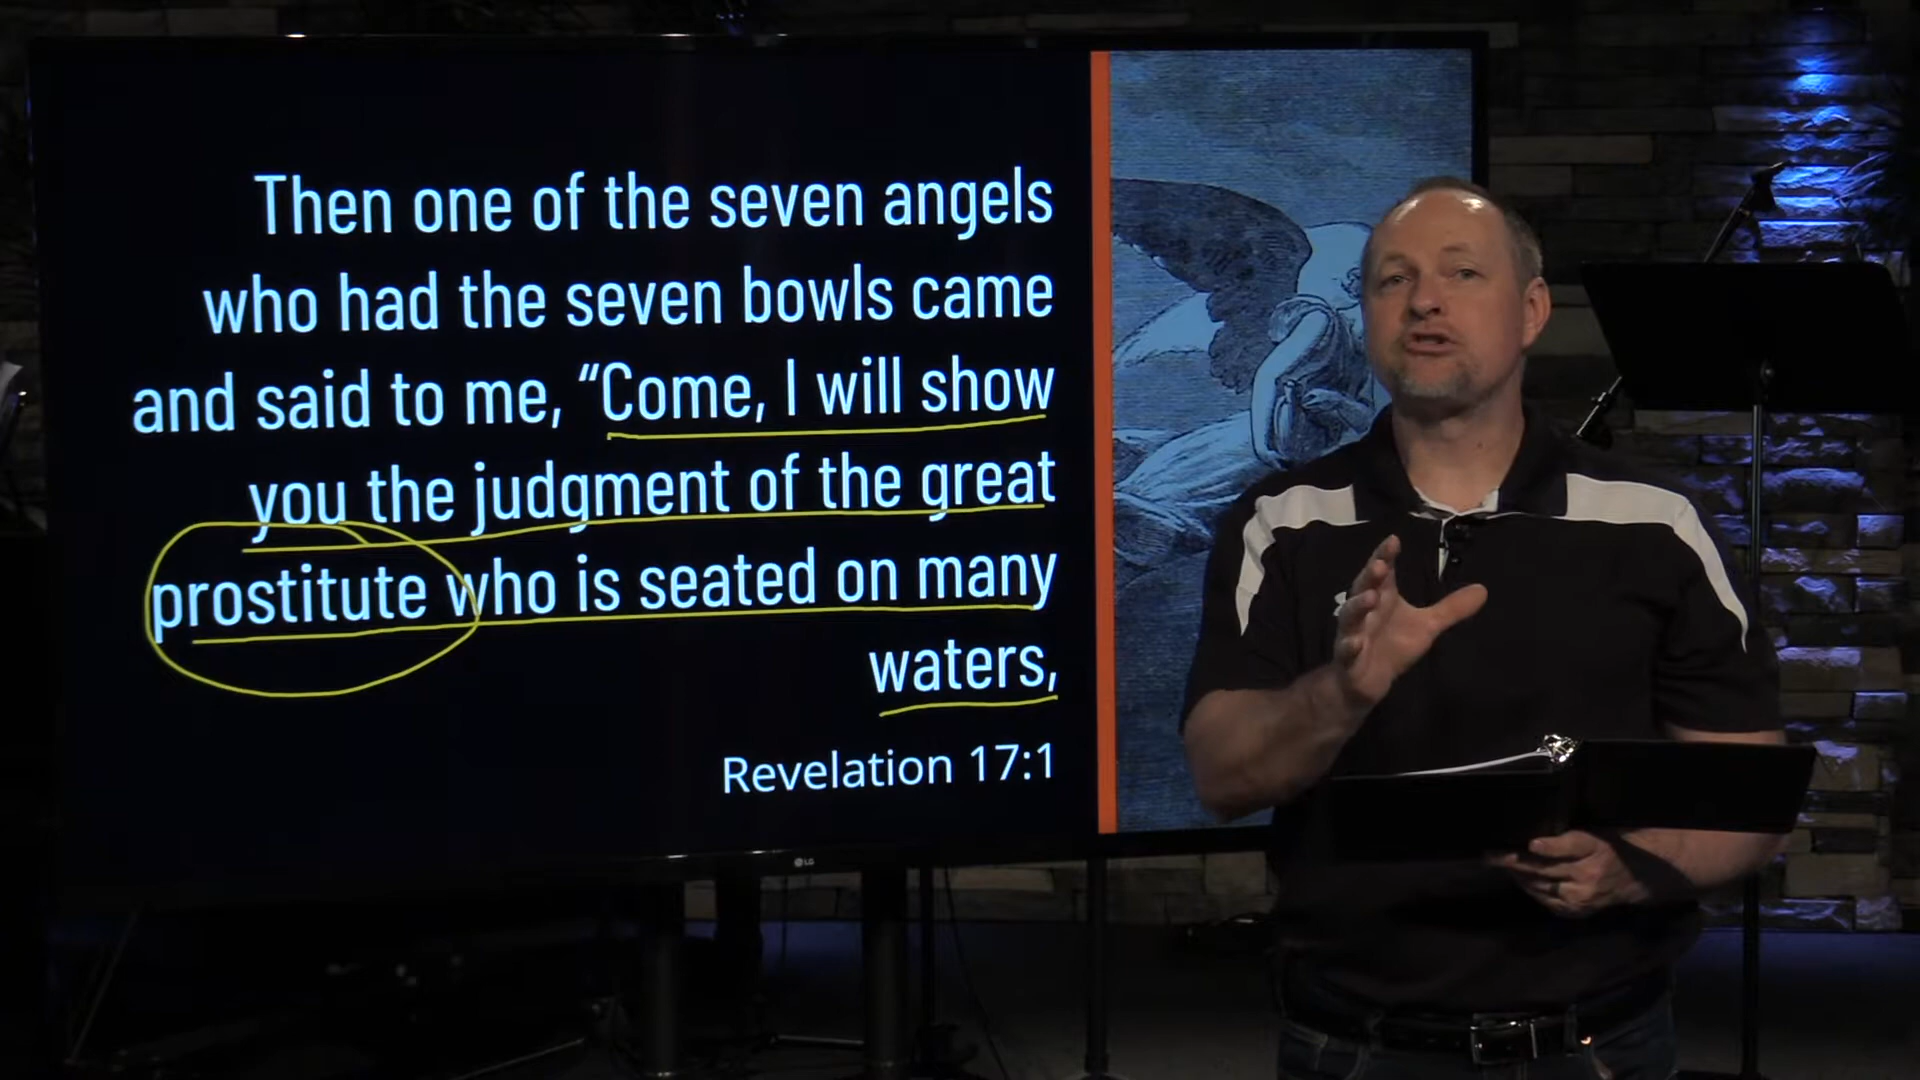 Then one of the seven angels
who had the seven bowls came
and said to me, “Come, I will show
you the judgment of the great
prostitute who is seated on many
waters,
Revelation 17:1
LG